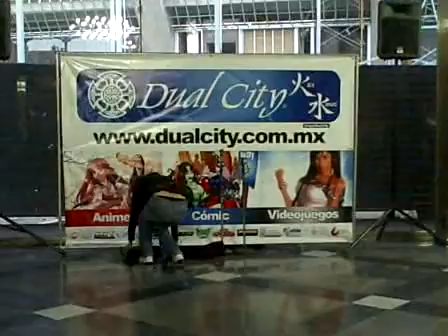 Dual City
火 水
www.dualcity.com.mx
Anime
Cómic
Videojuegos